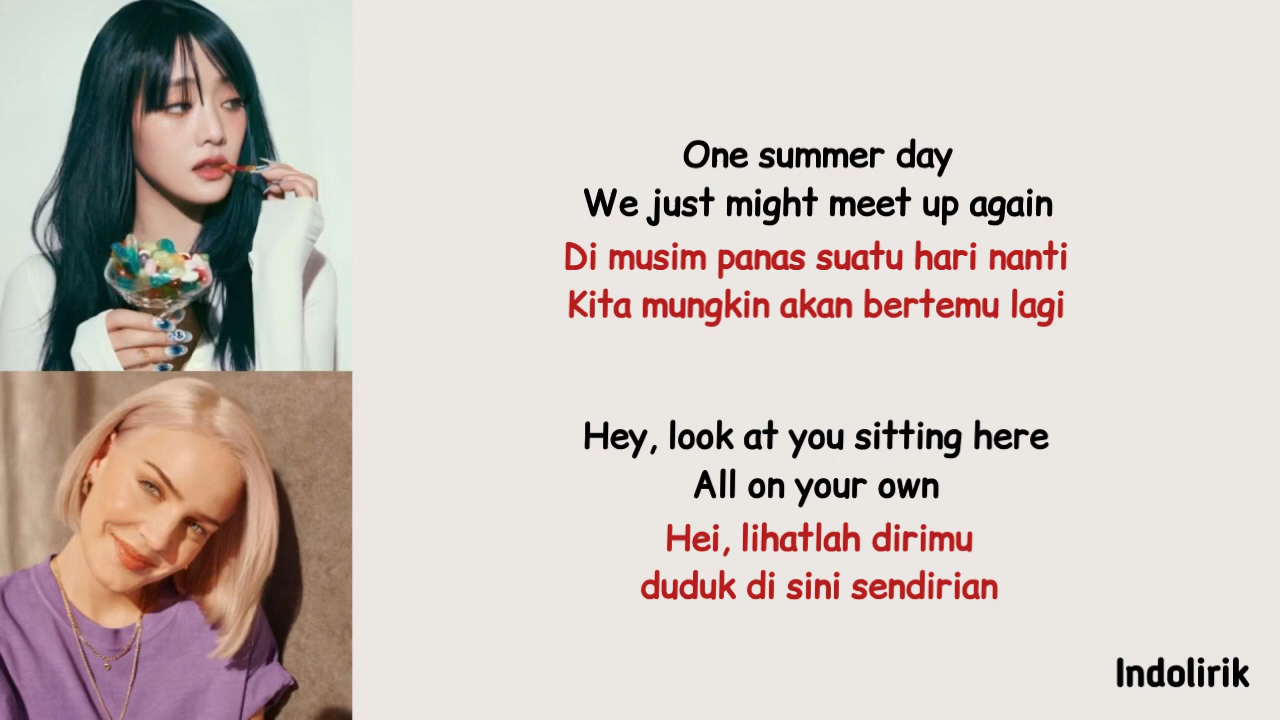 One summer day
We just might meet up again
Di musim panas suatu hari nanti
Kita mungkin akan bertemu lagi
Hey, look at you sitting here
All on your own
Hei, lihatlah dirimu
duduk di sini sendirian
Indolirik